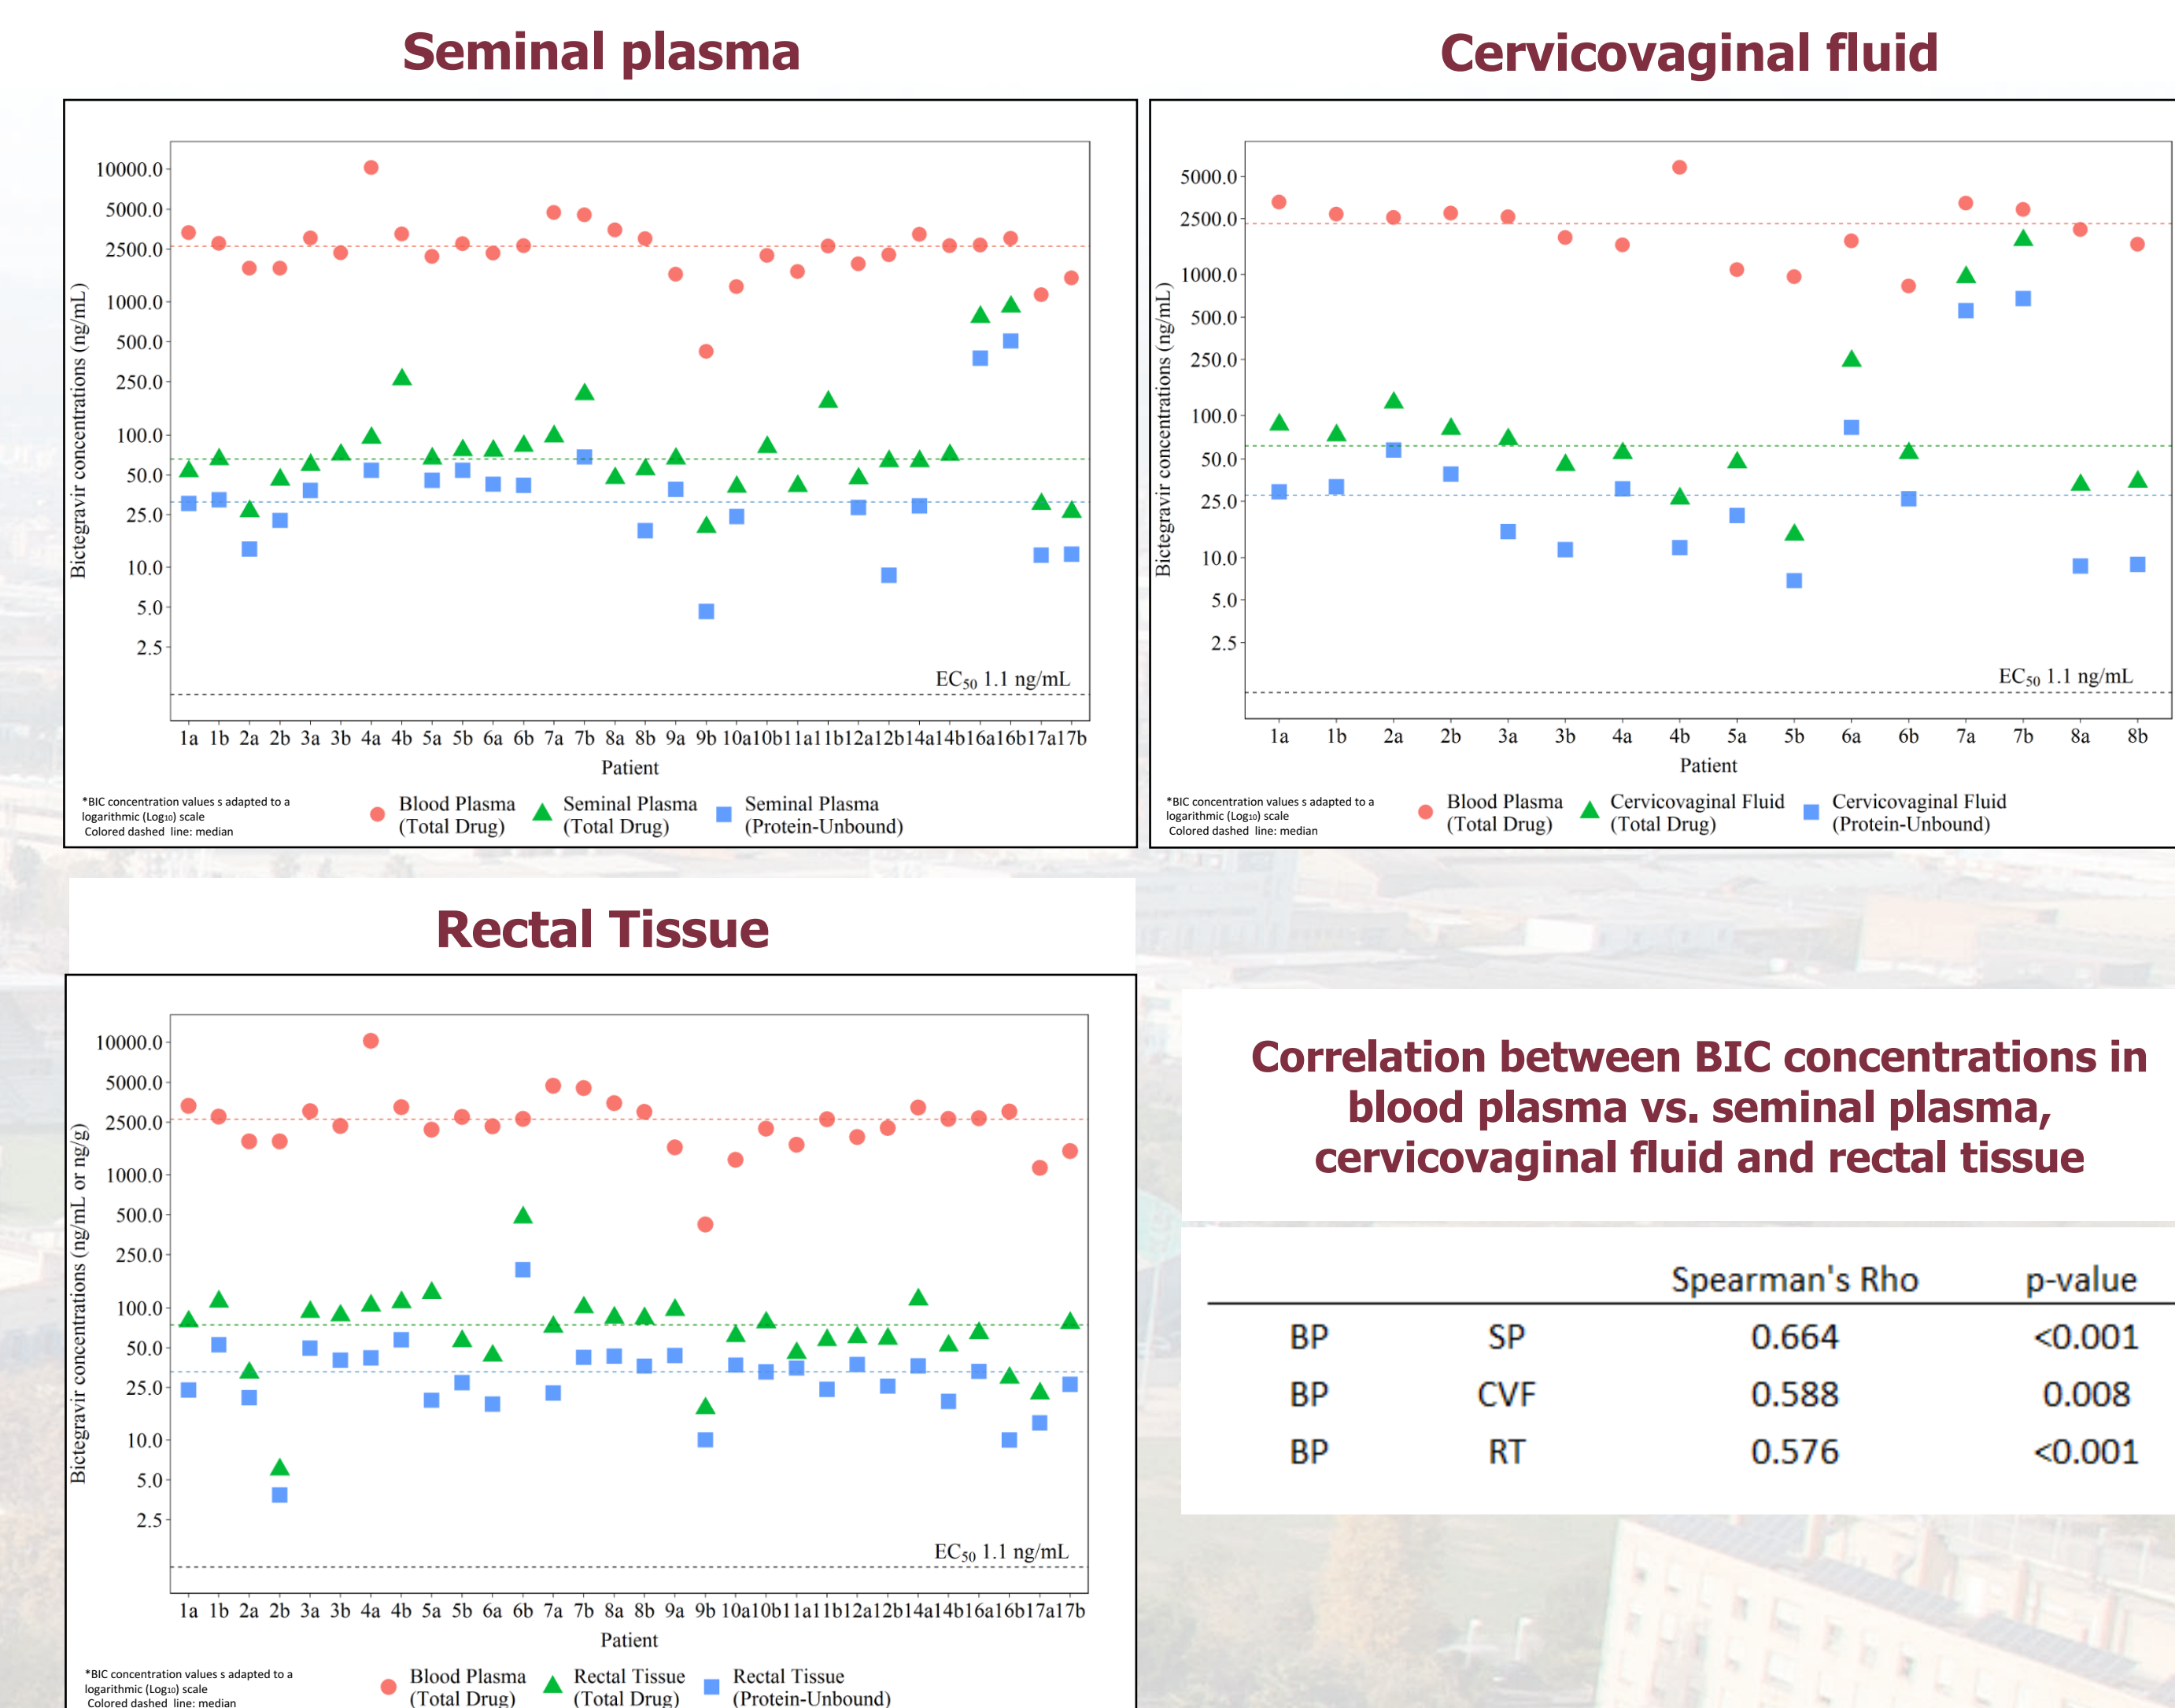 Seminal plasma
10000.0
5000.0
2500.0
1000.0
500.0
250.0
100.0
50.0
25.0
10.0
5.0
2.5
Bictegravir concentrations (ng/mL)
EC50 1.1 ng/mL
1a 1b 2a 2b 3a 3b 4a 4b 5a 5b 6a 6b 7a 7b 8a 8b 9a 9b 10a 10b 11a 11b 12a 12b 14a 14b 16a 16b 17a 17b
Patient
*BIC concentration values s adapted to a
logarithmic (Log10) scale
Colored dashed line: median
Blood Plasma
(Total Drug)
Seminal Plasma
(Total Drug)
Seminal Plasma
(Protein-Unbound)
Cervicovaginal fluid
5000.0
2500.0
1000.0
500.0
250.0
100.0
50.0
25.0
10.0
5.0
2.5
Bictegravir concentrations (ng/mL)
EC50 1.1 ng/mL
1a 1b 2a 2b 3a 3b 4a 4b 5a 5b 6a 6b 7a 7b 8a 8b
Patient
*BIC concentration values s adapted to a
logarithmic (Log10) scale
Colored dashed line: median
Blood Plasma
(Total Drug)
Cervicovaginal Fluid
(Total Drug)
Cervicovaginal Fluid
(Protein-Unbound)
Rectal Tissue
10000.0
5000.0
2500.0
1000.0
500.0
250.0
100.0
50.0
25.0
10.0
5.0
2.5
Bictegravir concentrations (ng/mL or ng/g)
EC50 1.1 ng/mL
1a 1b 2a 2b 3a 3b 4a 4b 5a 5b 6a 6b 7a 7b 8a 8b 9a 9b 10a 10b 11a 11b 12a 12b 14a 14b 16a 16b 17a 17b
Patient
*BIC concentration values s adapted to a
logarithmic (Log10) scale
Colored dashed line: median
Blood Plasma
(Total Drug)
Rectal Tissue
(Total Drug)
Rectal Tissue
(Protein-Unbound)
Correlation between BIC concentrations in
blood plasma vs. seminal plasma,
cervicovaginal fluid and rectal tissue
Spearman's Rho p-value
BP SP 0.664 <0.001
BP CVF 0.588 0.008
BP RT 0.576 <0.001